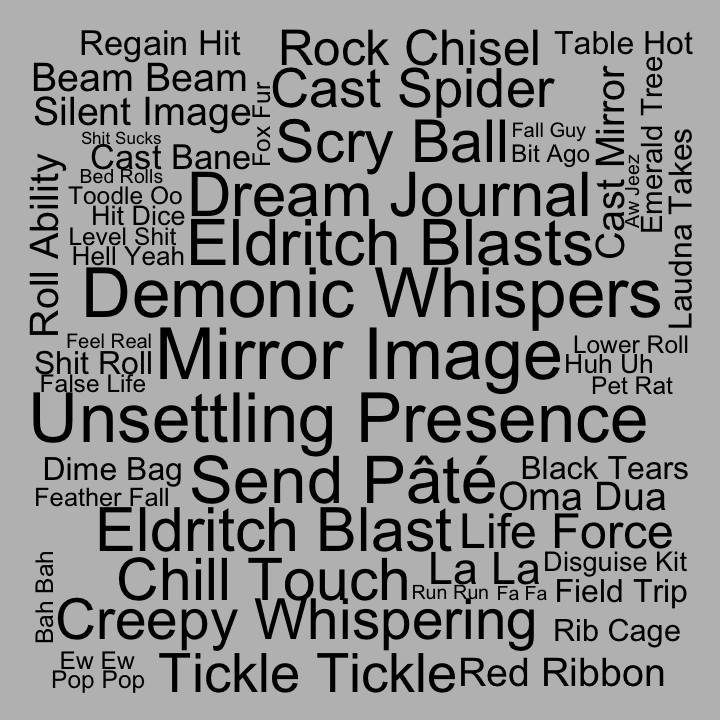 Regain Hit
Rock Chisel
Table Hot
Beam Beam
Cast Spider
Silent Image
Fox Fur
Scry Ball
Fall Guy
Bit Ago
Cast Mirror
Aw Jeez
Emerald Tree
Laudna Takes
Shit Sucks
Cast Bane
Bed Rolls
Toodle Oo
Hit Dice
Dream Journal
Level Shit
Hell Yeah
Eldritch Blasts
Roll Ability
Demonic Whispers
Feel Real
Shit Roll
False Life
Mirror Image
Lower Roll
Huh Uh
Pet Rat
Unsettling Presence
Dime Bag
Feather Fall
Send Pâté
Black Tears
Oma Dua
Eldritch Blast
Life Force
Bah Bah
Chill Touch
La La
Disguise Kit
Run Run
Fa Fa
Field Trip
Creepy Whispering
Rib Cage
Ew Ew
Pop Pop
Tickle Tickle
Red Ribbon